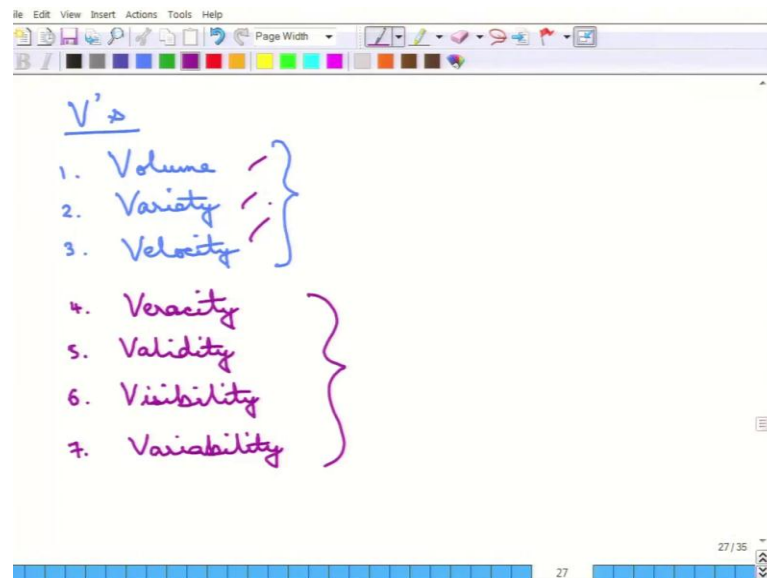 ile Edit View Insert Actions Tools Help
Page Width
B I
V's
1. Volume
2. Variety
3. Velocity
4. Veracity
5. Validity
6. Visibility
7. Variability
27/35
27